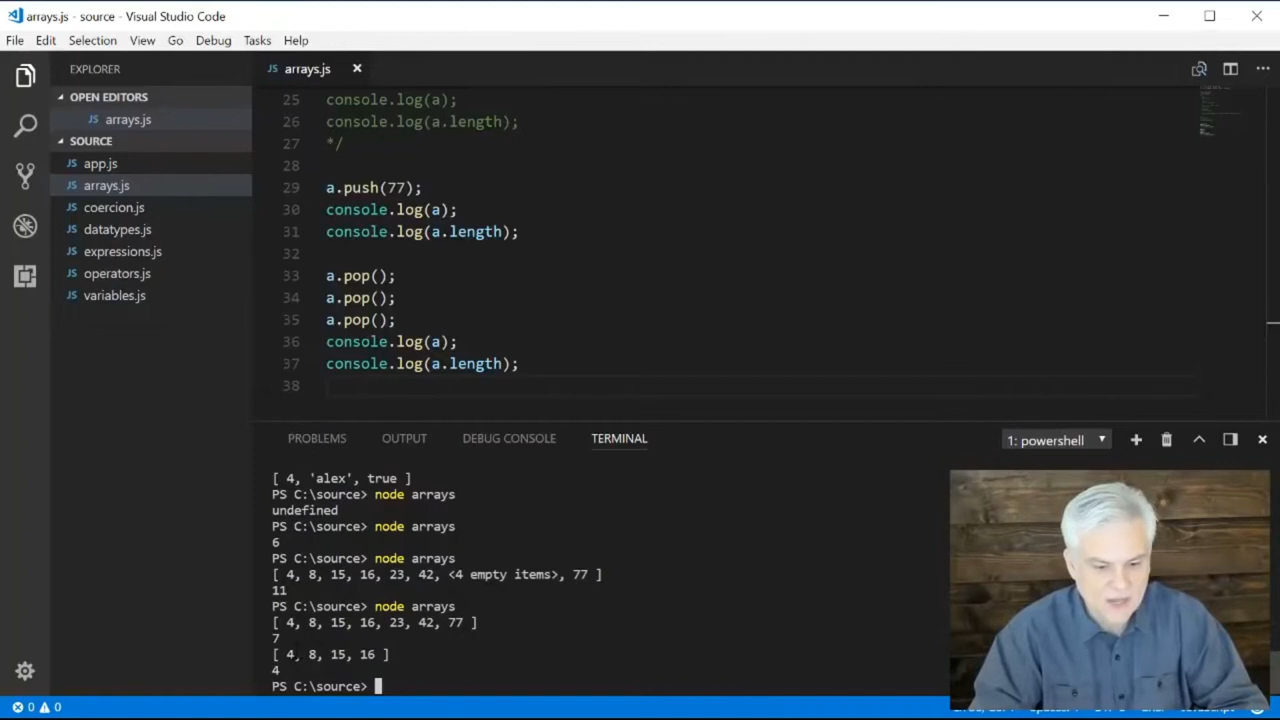 arrays.js - source - Visual Studio Code
File Edit Selection View Go Debug Tasks Help
EXPLORER
OPEN EDITORS
JS arrays.js
SOURCE
JS app.js
JS arrays.js
JS coercion.js
JS datatypes.js
JS expressions.js
JS operators.js
JS variables.js
JS arrays.js
25 console.log(a);
26 console.log(a.length);
27 */
28
29 a.push(77);
30 console.log(a);
31 console.log(a.length);
32
33 a.pop();
34 a.pop();
35 a.pop();
36 console.log(a);
37 console.log(a.length);
38
PROBLEMS OUTPUT DEBUG CONSOLE TERMINAL 1: powershell
[ 4, 'alex', true ]
PS C:\source> node arrays
undefined
PS C:\source> node arrays
6
PS C:\source> node arrays
[ 4, 8, 15, 16, 23, 42, <4 empty items>, 77 ]
11
PS C:\source> node arrays
[ 4, 8, 15, 16, 23, 42, 77 ]
7
[ 4, 8, 15, 16 ]
4
PS C:\source>
0 0